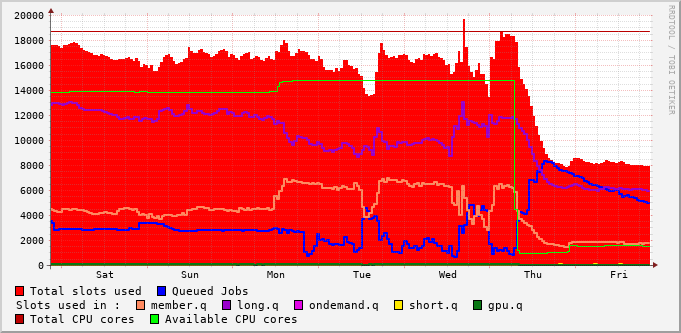 20000
18000
16000
14000
12000
10000
8000
6000
4000
2000
0
Sat Sun Mon Tue Wed Thu Fri
Total slots used Queued Jobs
Slots used in : member.q long.q ondemand.q short.q gpu.q
Total CPU cores Available CPU cores
RRDTOOL / TOBI OETIKER